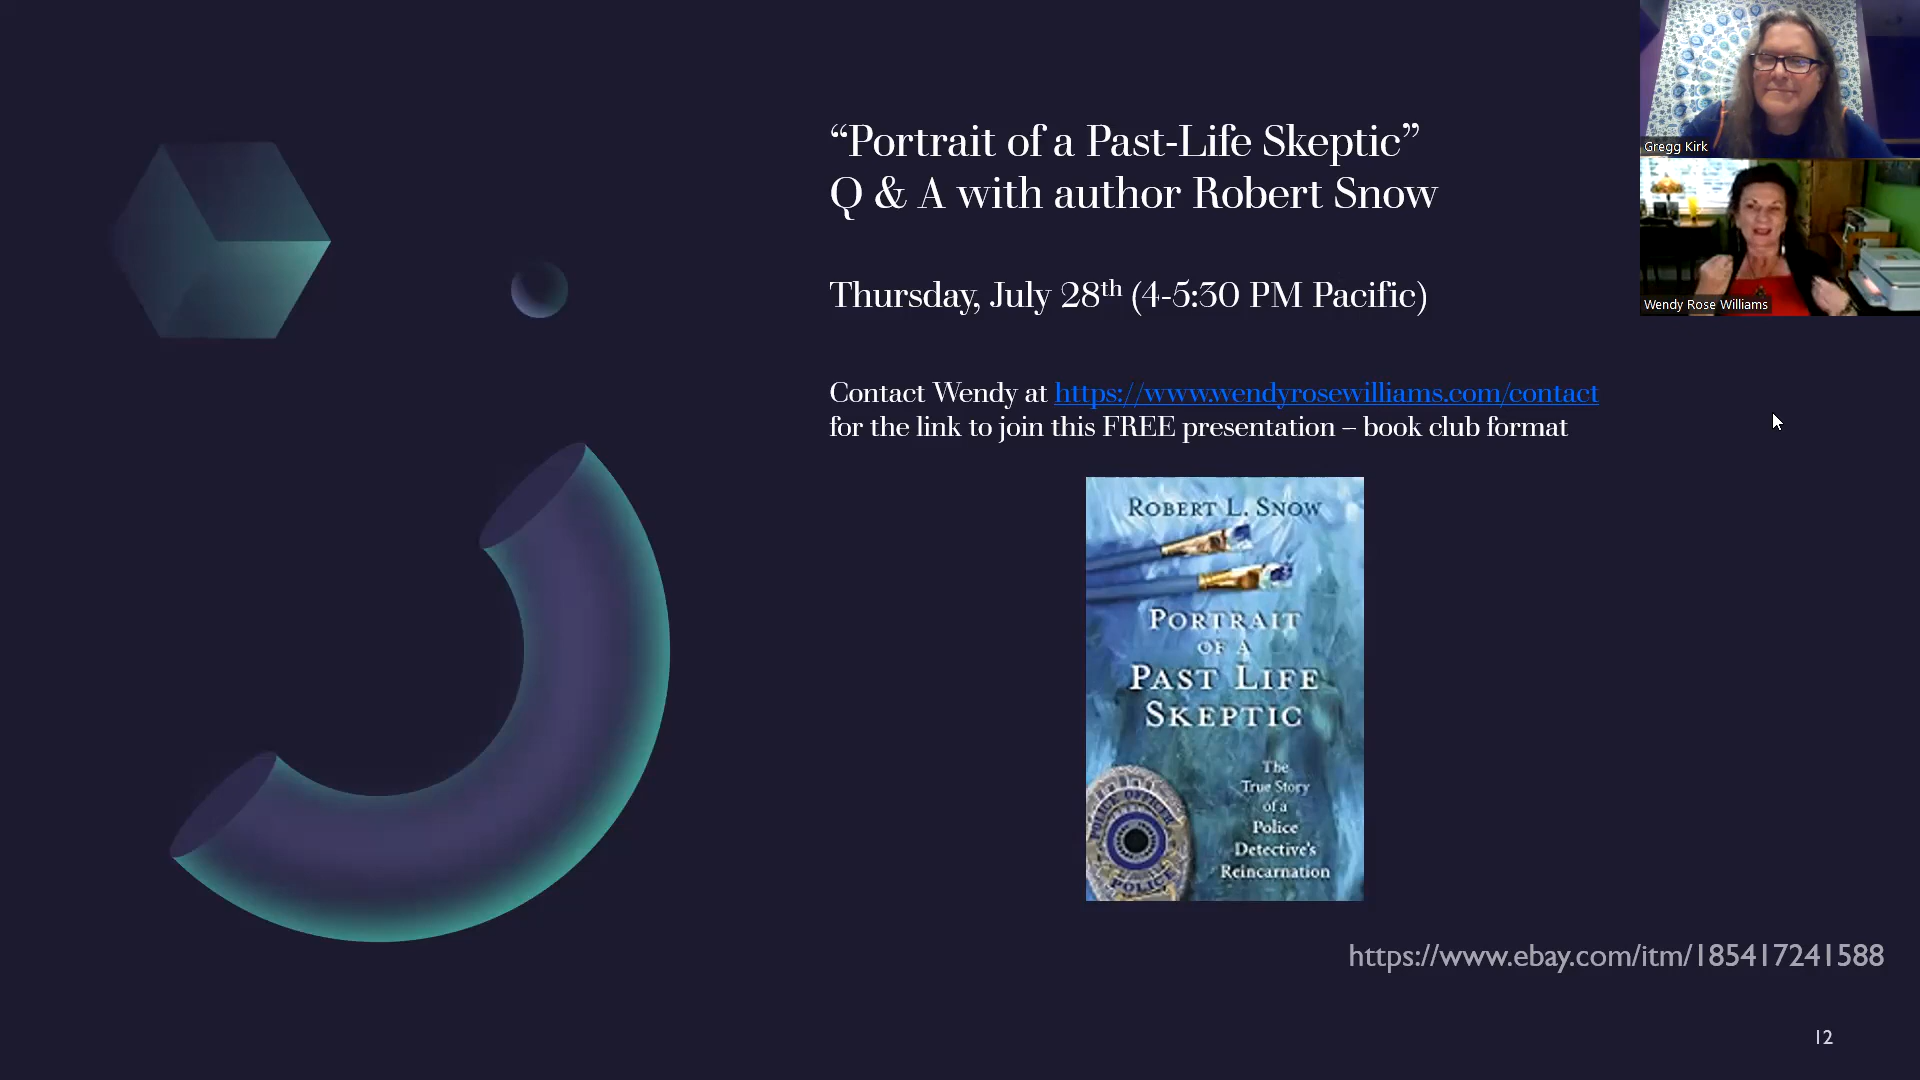 “Portrait of a Past-Life Skeptic”
Q & A with author Robert Snow
Thursday, July 28th (4-5:30 PM Pacific)
Contact Wendy at https://www.wendyrosewilliams.com/contact
for the link to join this FREE presentation – book club format
ROBERT L. SNOW
PORTRAIT
OF A
PAST LIFE
SKEPTIC
The
True Story
of a
Police
Detective's
Reincarnation
POLICE OFFICER
POLICE
https://www.ebay.com/itm/185417241588
12
Gregg Kirk
Wendy Rose Williams